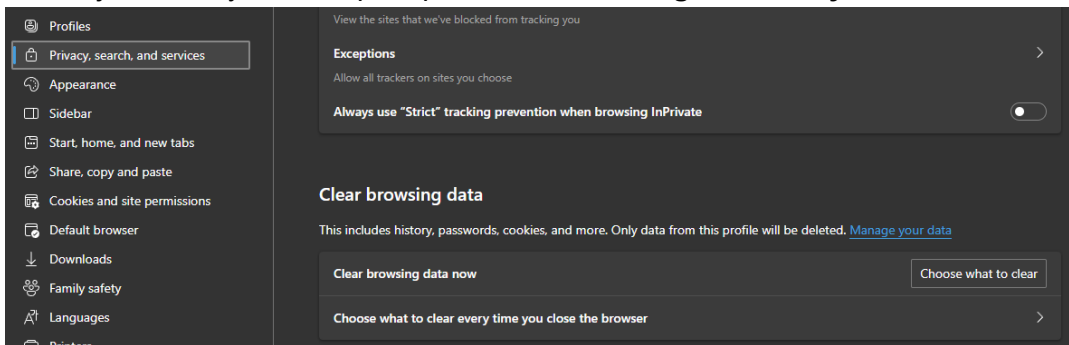 Profiles
Privacy, search, and services
Appearance
Sidebar
Start, home, and new tabs
Share, copy and paste
Cookies and site permissions
Default browser
Downloads
Family safety
Languages
View the sites that we've blocked from tracking you
Exceptions
Allow all trackers on sites you choose
Always use "Strict" tracking prevention when browsing InPrivate
Clear browsing data
This includes history, passwords, cookies, and more. Only data from this profile will be deleted. Manage your data
Clear browsing data now
Choose what to clear
Choose what to clear every time you close the browser